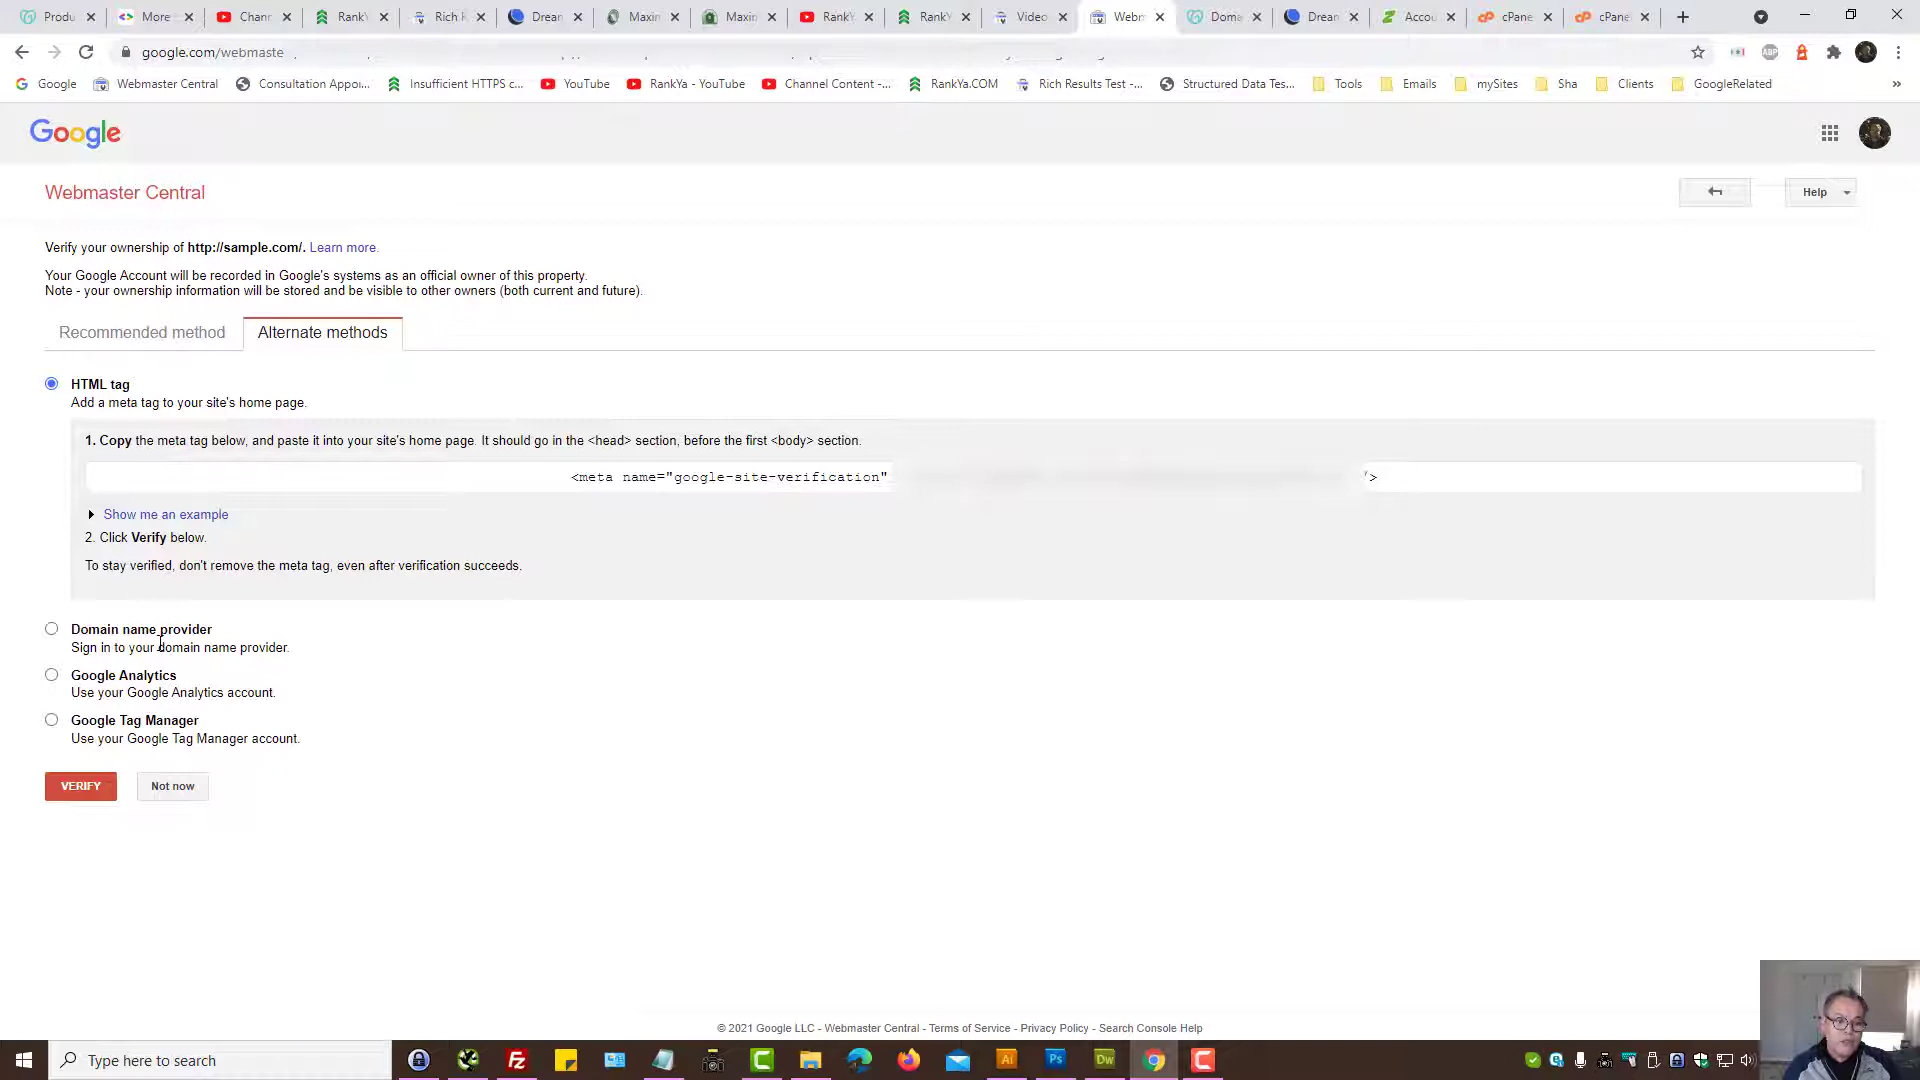 Produ
More
Chann
RankY
Rich R
Drean
Maxin
Maxin
RankY
RankY
Video
Webn
Doma
Drean
Accou
cPane
cPane
google.com/webmaste
Google
Webmaster Central
Consultation Appoi...
Insufficient HTTPS c...
YouTube
RankYa - YouTube
Channel Content -...
RankYa.COM
Rich Results Test -...
Structured Data Tes...
Tools
Emails
mySites
Sha
Clients
GoogleRelated
»
Google
Webmaster Central
Help
Verify your ownership of http://sample.com/. Learn more.
Your Google Account will be recorded in Google's systems as an official owner of this property.
Note - your ownership information will be stored and be visible to other owners (both current and future).
Recommended method
Alternate methods
HTML tag
Add a meta tag to your site's home page.
1. Copy the meta tag below, and paste it into your site's home page. It should go in the <head> section, before the first <body> section.
<meta name="google-site-verification" />
Show me an example
2. Click Verify below.
To stay verified, don't remove the meta tag, even after verification succeeds.
Domain name provider
Sign in to your domain name provider.
Google Analytics
Use your Google Analytics account.
Google Tag Manager
Use your Google Tag Manager account.
VERIFY
Not now
© 2021 Google LLC - Webmaster Central - Terms of Service - Privacy Policy - Search Console Help
Type here to search
Fz
Ai
Ps
Dw